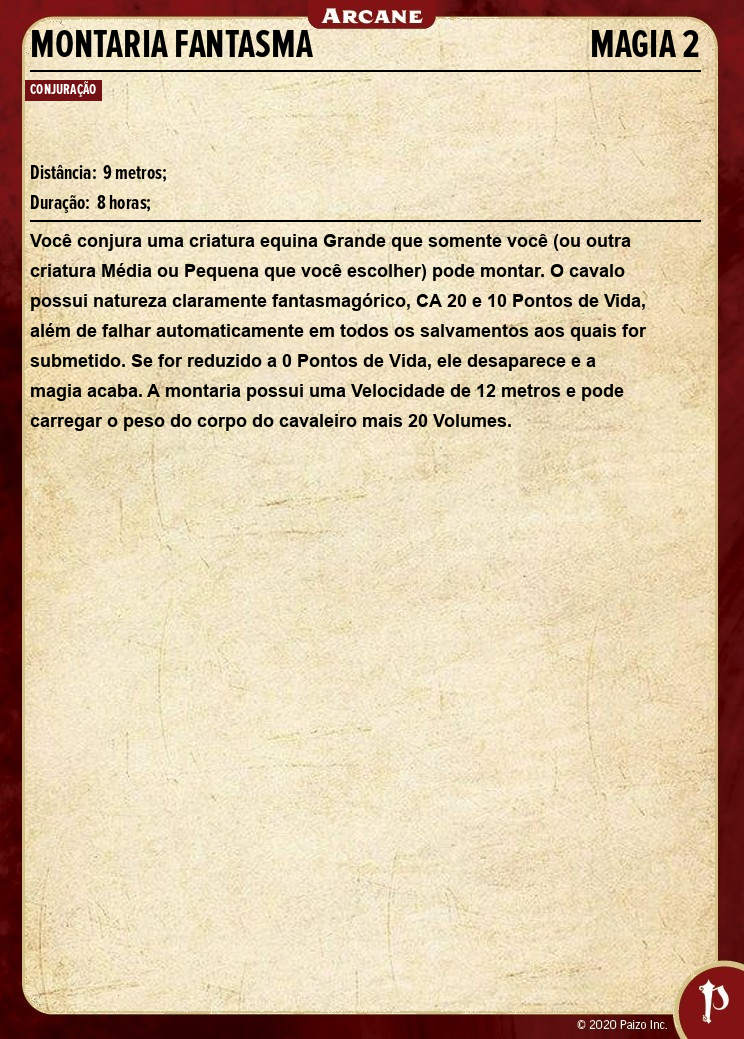 ARCANE
MONTARIA FANTASMA MAGIA 2
CONJURAÇÃO
Distância: 9 metros;
Duração: 8 horas;
Você conjura uma criatura equina Grande que somente você (ou outra
criatura Média ou Pequena que você escolher) pode montar. O cavalo
possui natureza claramente fantasmagórico, CA 20 e 10 Pontos de Vida,
além de falhar automaticamente em todos os salvamentos aos quais for
submetido. Se for reduzido a 0 Pontos de Vida, ele desaparece e a
magia acaba. A montaria possui uma Velocidade de 12 metros e pode
carregar o peso do corpo do cavaleiro mais 20 Volumes.
© 2020 Paizo Inc.
P